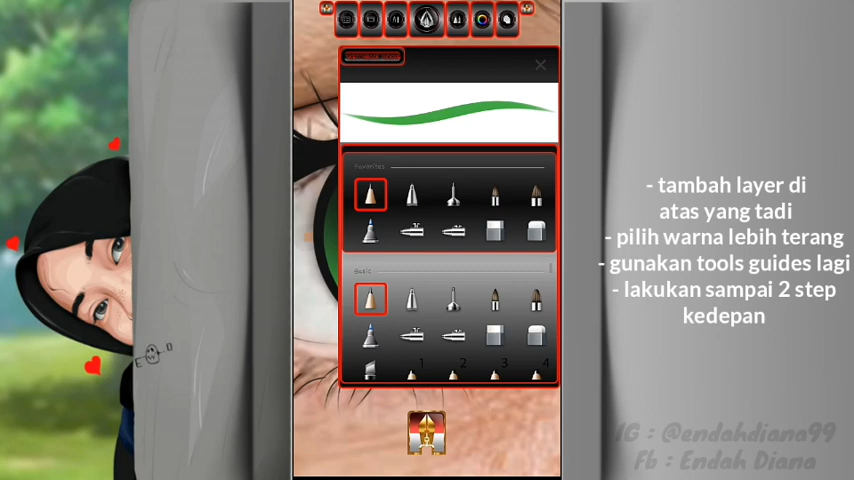 Favorites
Basic
1 2 3 4
- tambah layer di
atas yang tadi
- pilih warna lebih terang
- gunakan tools guides lagi
- lakukan sampai 2 step
kedepan
E D
IG : @endahdiana99
Fb : Endah Diana